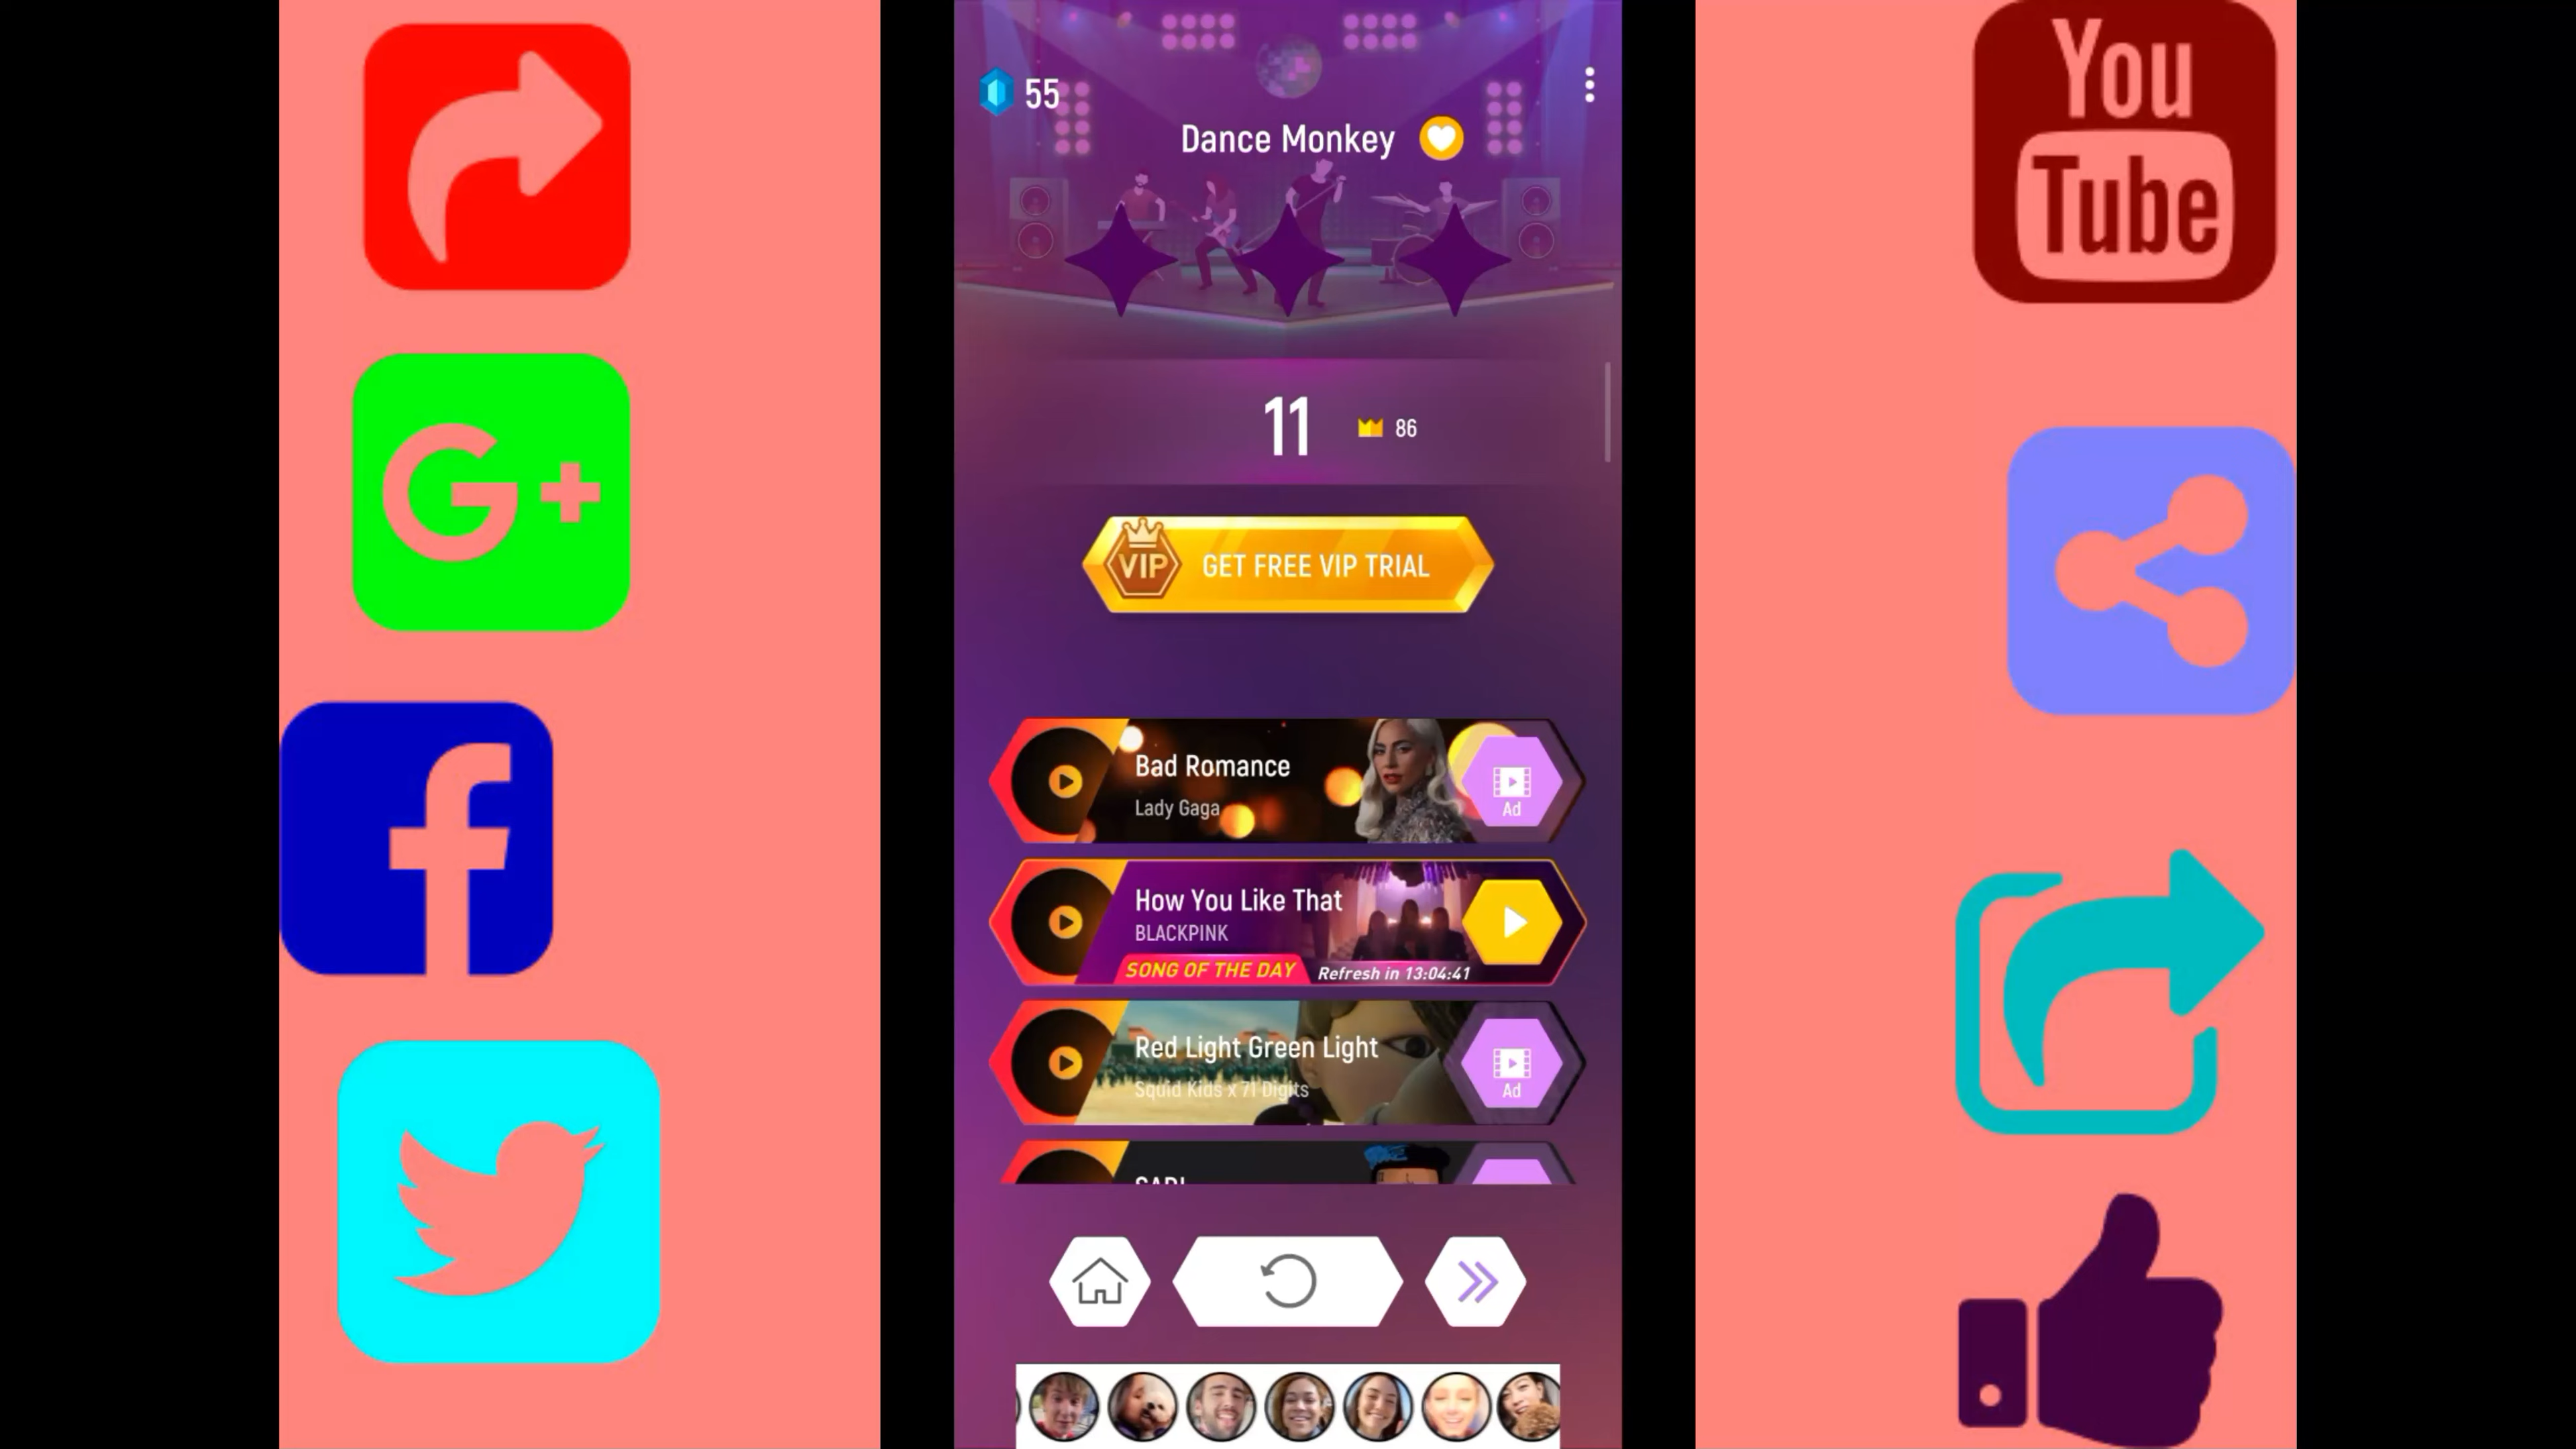 You
Tube
G+
f
55
Dance Monkey
11
86
VIP
GET FREE VIP TRIAL
Bad Romance
Lady Gaga
Ad
How You Like That
BLACKPINK
SONG OF THE DAY
Refresh in 13:04:41
Red Light Green Light
Squid Kids x 71 Digits
Ad